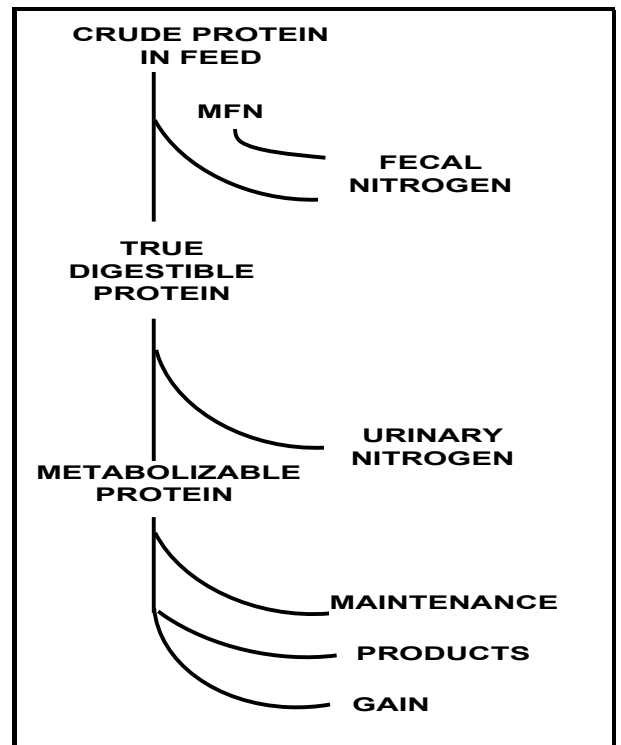 CRUDE PROTEIN
IN FEED
MFN
FECAL
NITROGEN
TRUE
DIGESTIBLE
PROTEIN
URINARY
NITROGEN
METABOLIZABLE
PROTEIN
MAINTENANCE
PRODUCTS
GAIN